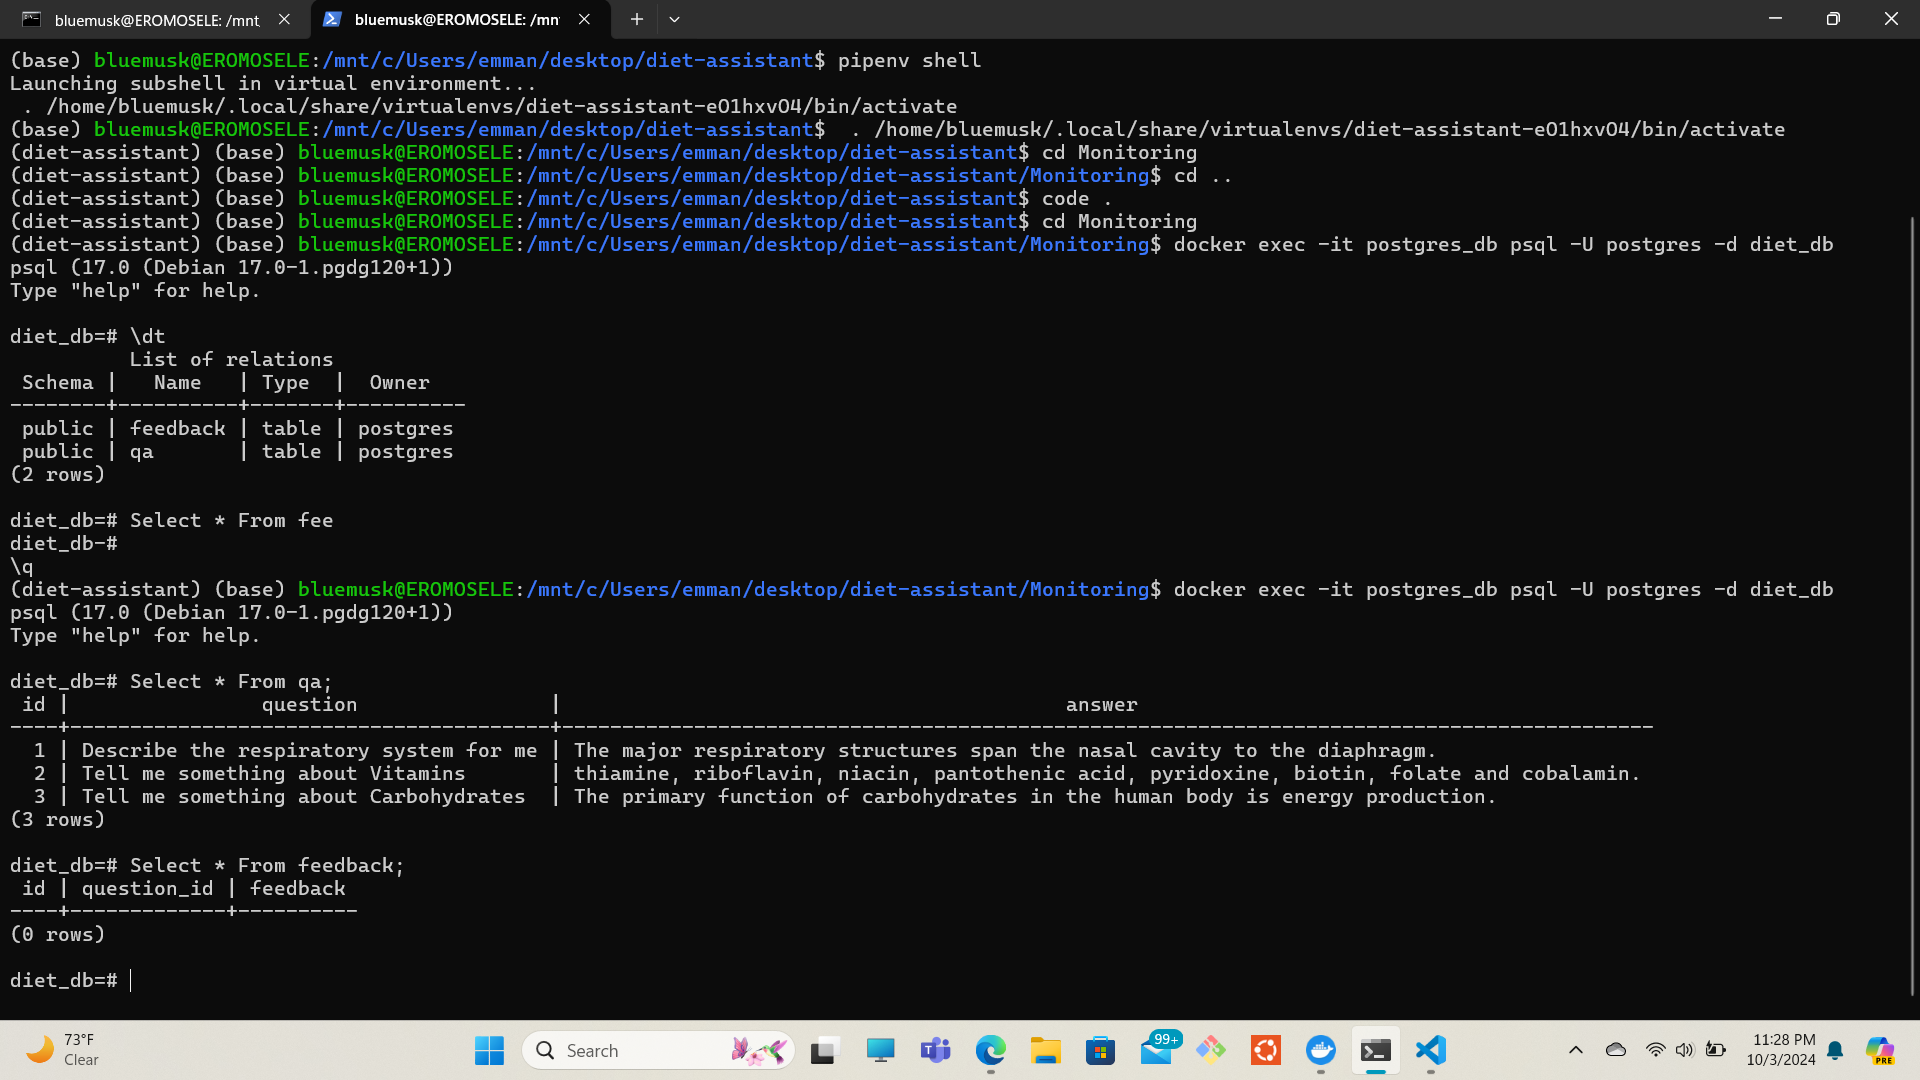 bluemusk@EROMOSELE: /mnt
bluemusk@EROMOSELE: /mn
(base) bluemusk@EROMOSELE:/mnt/c/Users/emman/desktop/diet-assistant$ pipenv shell
Launching subshell in virtual environment...
 . /home/bluemusk/.local/share/virtualenvs/diet-assistant-eO1hxvO4/bin/activate
(base) bluemusk@EROMOSELE:/mnt/c/Users/emman/desktop/diet-assistant$  . /home/bluemusk/.local/share/virtualenvs/diet-assistant-eO1hxvO4/bin/activate
(diet-assistant) (base) bluemusk@EROMOSELE:/mnt/c/Users/emman/desktop/diet-assistant$ cd Monitoring
(diet-assistant) (base) bluemusk@EROMOSELE:/mnt/c/Users/emman/desktop/diet-assistant/Monitoring$ cd ..
(diet-assistant) (base) bluemusk@EROMOSELE:/mnt/c/Users/emman/desktop/diet-assistant$ code .
(diet-assistant) (base) bluemusk@EROMOSELE:/mnt/c/Users/emman/desktop/diet-assistant$ cd Monitoring
(diet-assistant) (base) bluemusk@EROMOSELE:/mnt/c/Users/emman/desktop/diet-assistant/Monitoring$ docker exec -it postgres_db psql -U postgres -d diet_db
psql (17.0 (Debian 17.0-1.pgdg120+1))
Type "help" for help.
diet_db=# \dt
List of relations
 Schema |   Name   | Type  |  Owner
--------+----------+-------+----------
 public | feedback | table | postgres
 public | qa       | table | postgres
(2 rows)
diet_db=# Select * From fee
diet_db-#
\q
(diet-assistant) (base) bluemusk@EROMOSELE:/mnt/c/Users/emman/desktop/diet-assistant/Monitoring$ docker exec -it postgres_db psql -U postgres -d diet_db
psql (17.0 (Debian 17.0-1.pgdg120+1))
Type "help" for help.
diet_db=# Select * From qa;
 id |                question                |                                         answer
----+----------------------------------------+-------------------------------------------------------------------------------------------
  1 | Describe the respiratory system for me | The major respiratory structures span the nasal cavity to the diaphragm.
  2 | Tell me something about Vitamins       | thiamine, riboflavin, niacin, pantothenic acid, pyridoxine, biotin, folate and cobalamin.
  3 | Tell me something about Carbohydrates  | The primary function of carbohydrates in the human body is energy production.
(3 rows)
diet_db=# Select * From feedback;
 id | question_id | feedback
----+-------------+----------
(0 rows)
diet_db=#
73°F
Clear
Search
99+
11:28 PM
10/3/2024
PRE